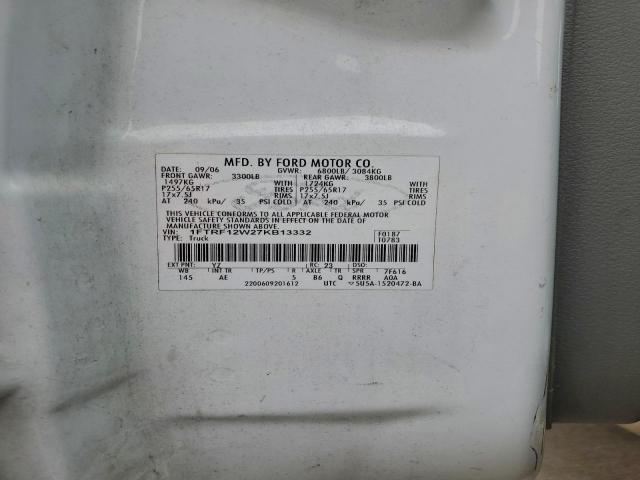 MFD. BY FORD MOTOR CO.
DATE: 09/06 GVWR: 6800LB/ 3084KG
FRONT GAWR: 3300LB REAR GAWR: 3800LB
1497KG WITH 1724KG WITH
P255/65R17 TIRES P255/65R17 TIRES
17x7.5J RIMS 17x7.5J RIMS
AT 240 kPa/ 35 PSI COLD AT 240 kPa/ 35 PSI COLD
THIS VEHICLE CONFORMS TO ALL APPLICABLE FEDERAL MOTOR
VEHICLE SAFETY STANDARDS IN EFFECT ON THE DATE OF MANUFACTURE
SHOWN ABOVE.
VIN: 1FTRF12W27KB13332 F0187
TYPE: Truck T0783
EXT PNT: YZ RC: 23 DSO:
WB INT TR TP/PS R AXLE TR SPR 7F616
145 AE 5 B6 Q RRRR A0A
2200609201612 UTC 5U5A-1520472-BA